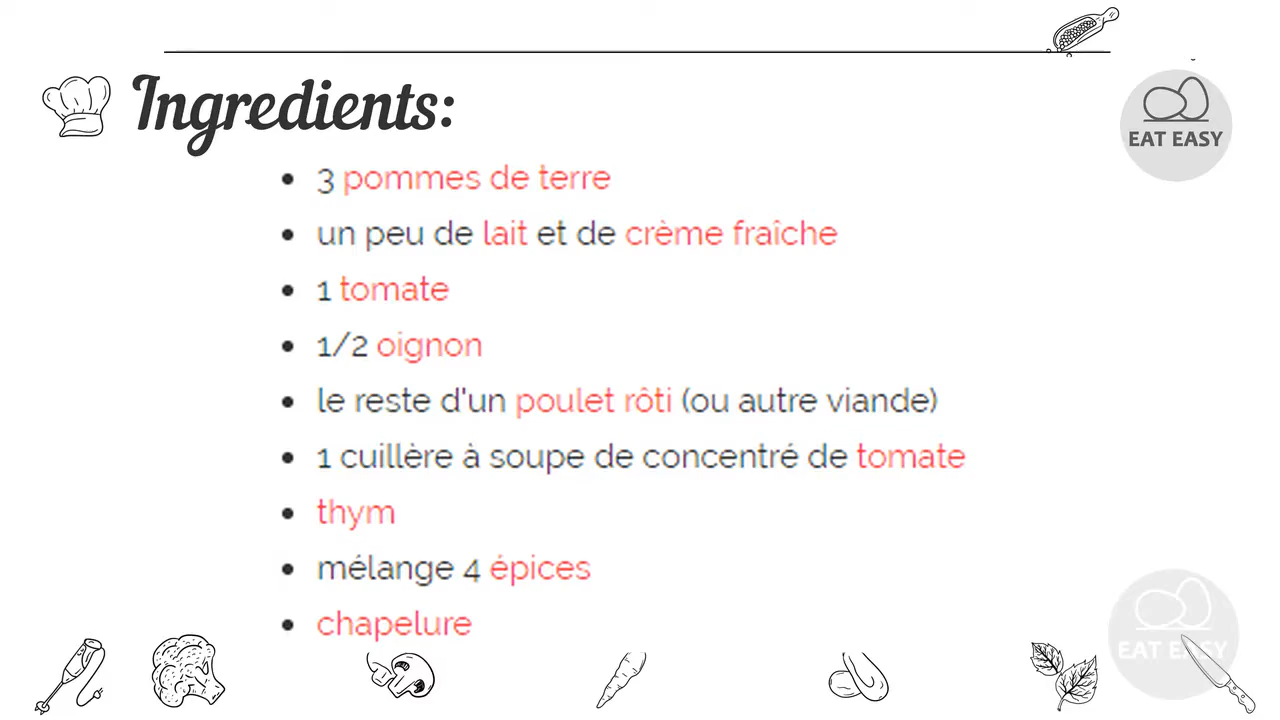 Ingredients:
EAT EASY
3 pommes de terre
un peu de lait et de crème fraîche
1 tomate
1/2 oignon
le reste d'un poulet rôti (ou autre viande)
1 cuillère à soupe de concentré de tomate
thym
mélange 4 épices
chapelure
EAT EASY